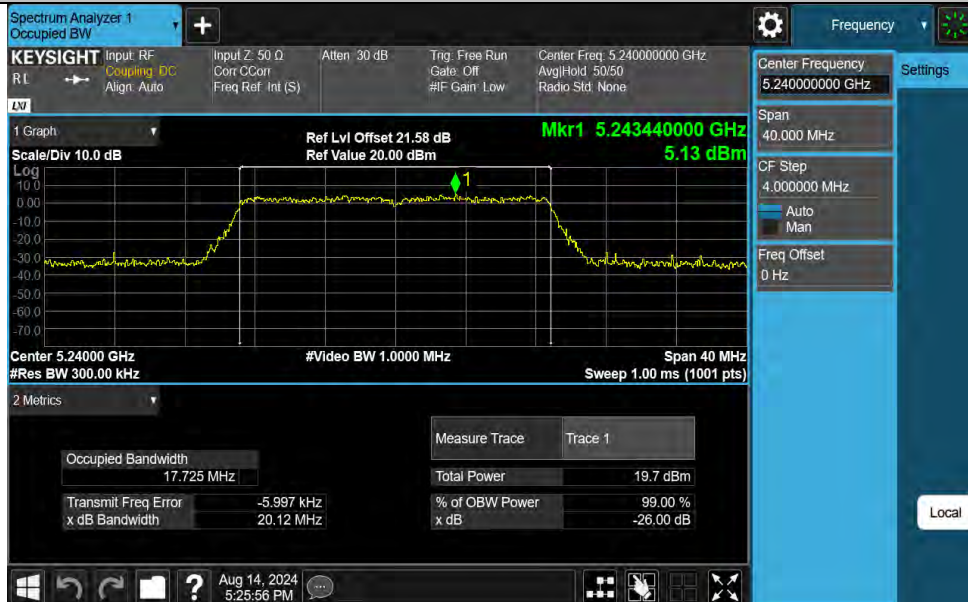 Spectrum Analyzer 1
Occupied BW
+
Frequency
KEYSIGHT
Input: RF
Coupling: DC
Align: Auto
Input Z: 50 Ω
Corr CCorr
Freq Ref: Int (S)
Atten: 30 dB
Trig: Free Run
Gate: Off
#IF Gain: Low
Center Freq: 5.240000000 GHz
Avg|Hold: 50/50
Radio Std: None
LXI
Center Frequency
5.240000000 GHz
Settings
Span
40.000 MHz
CF Step
4.000000 MHz
Auto
Man
Freq Offset
0 Hz
Local
1 Graph
Scale/Div 10.0 dB
Ref Lvl Offset 21.58 dB
Ref Value 20.00 dBm
Mkr1 5.243440000 GHz
5.13 dBm
Log
10.0
0.00
-10.0
-20.0
-30.0
-40.0
-50.0
-60.0
-70.0
1
Center 5.24000 GHz
#Video BW 1.0000 MHz
Span 40 MHz
#Res BW 300.00 kHz
Sweep 1.00 ms (1001 pts)
2 Metrics
Measure Trace Trace 1
Occupied Bandwidth
17.725 MHz
Total Power 19.7 dBm
Transmit Freq Error -5.997 kHz
% of OBW Power 99.00 %
x dB Bandwidth 20.12 MHz
x dB -26.00 dB
?
Aug 14, 2024
5:25:56 PM